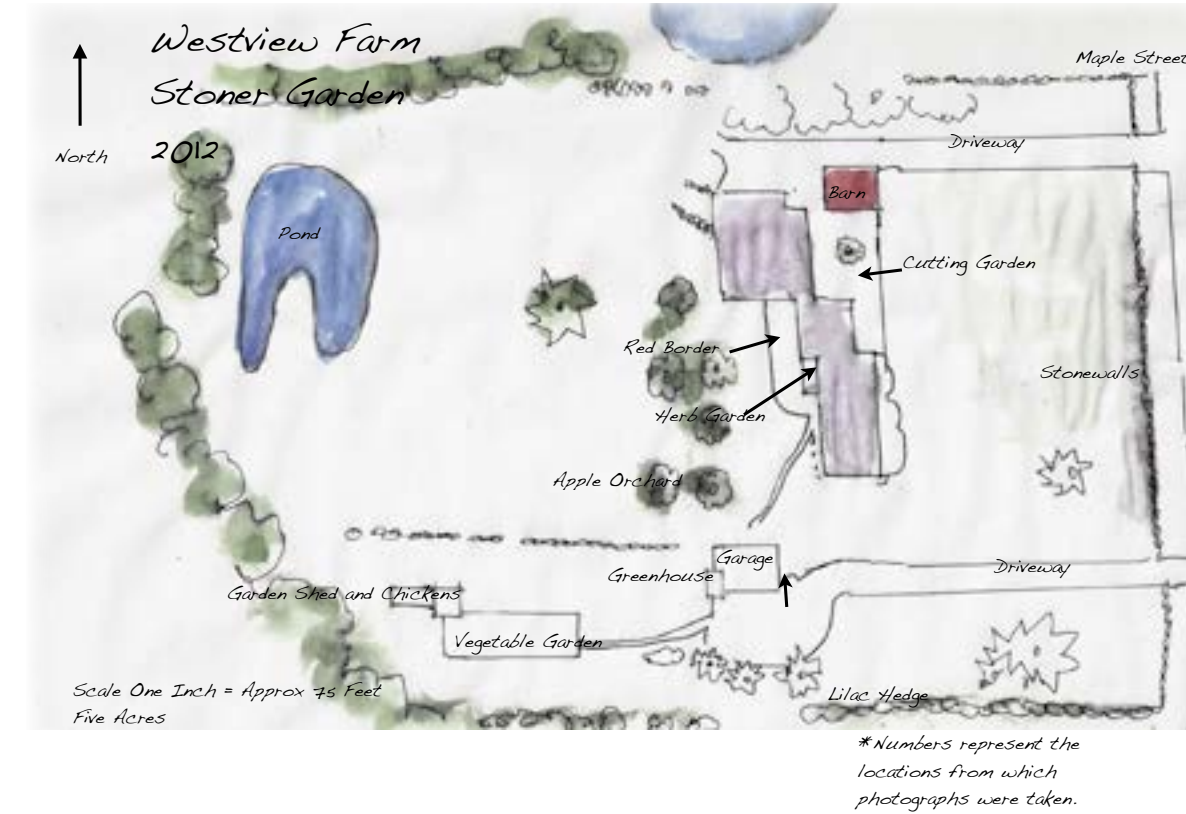 Westview Farm
Stoner Garden
2012
North
Maple Street
Driveway
Barn
Pond
Cutting Garden
Red Border
Stonewalls
Herb Garden
Apple Orchard
Garage
Greenhouse
Driveway
Garden Shed and Chickens
Vegetable Garden
Scale One Inch = Approx 75 Feet
Five Acres
Lilac Hedge
*Numbers represent the
locations from which
photographs were taken.